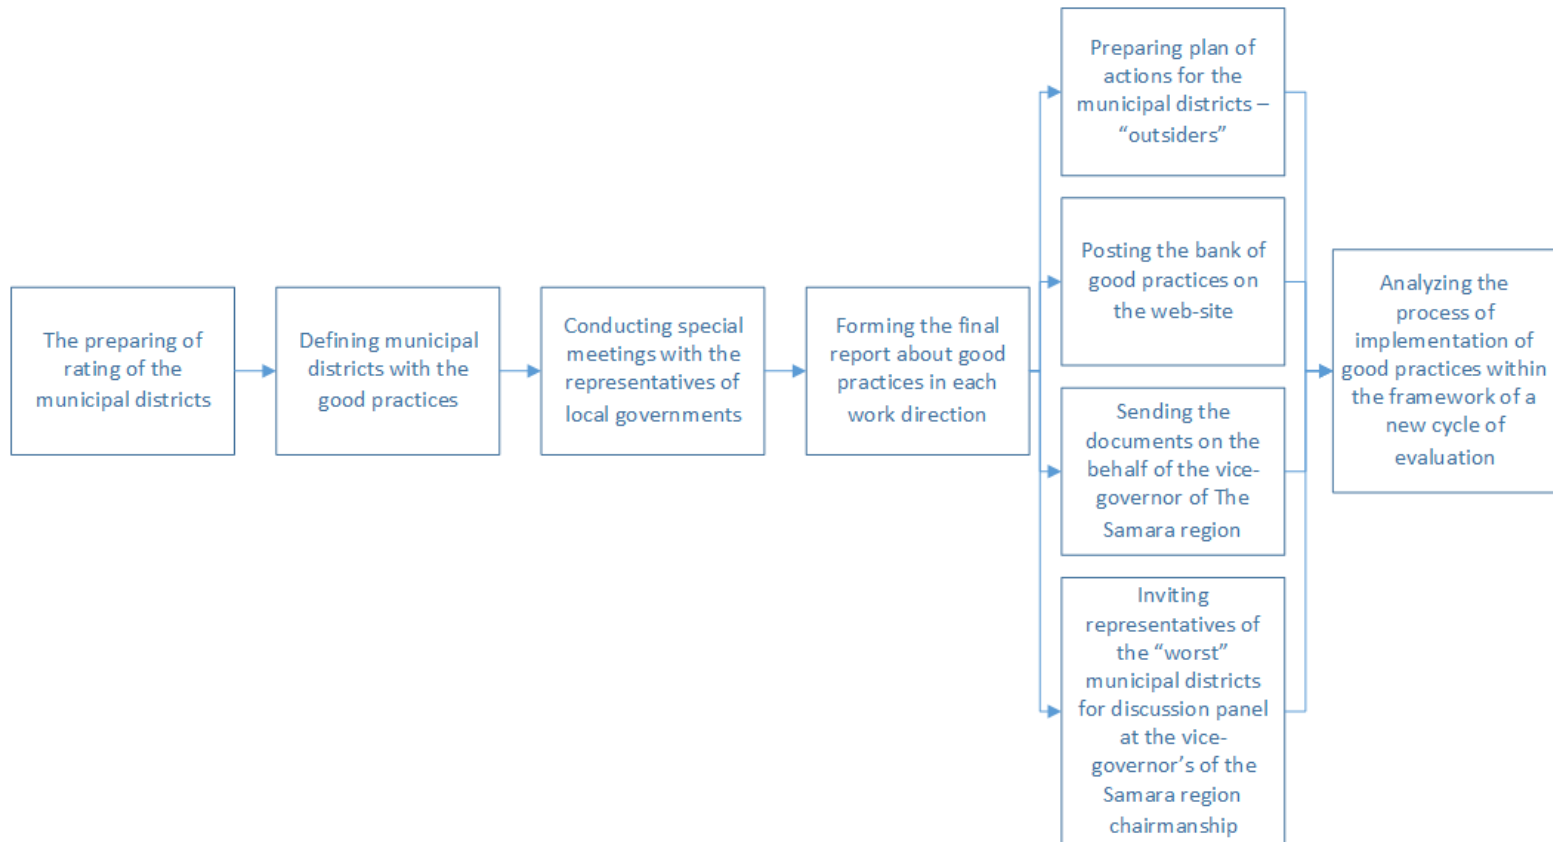 The preparing of
rating of the
municipal districts
Defining municipal
districts with the
good practices
Conducting special
meetings with the
representatives of
local governments
Forming the final
report about good
practices in each
work direction
Preparing plan of
actions for the
municipal districts –
“outsiders”
Posting the bank of
good practices on
the web-site
Sending the
documents on the
behalf of the vice-
governor of The
Samara region
Inviting
representatives of
the “worst”
municipal districts
for discussion panel
at the vice-
governor’s of the
Samara region
chairmanship
Analyzing the
process of
implementation of
good practices within
the framework of a
new cycle of
evaluation